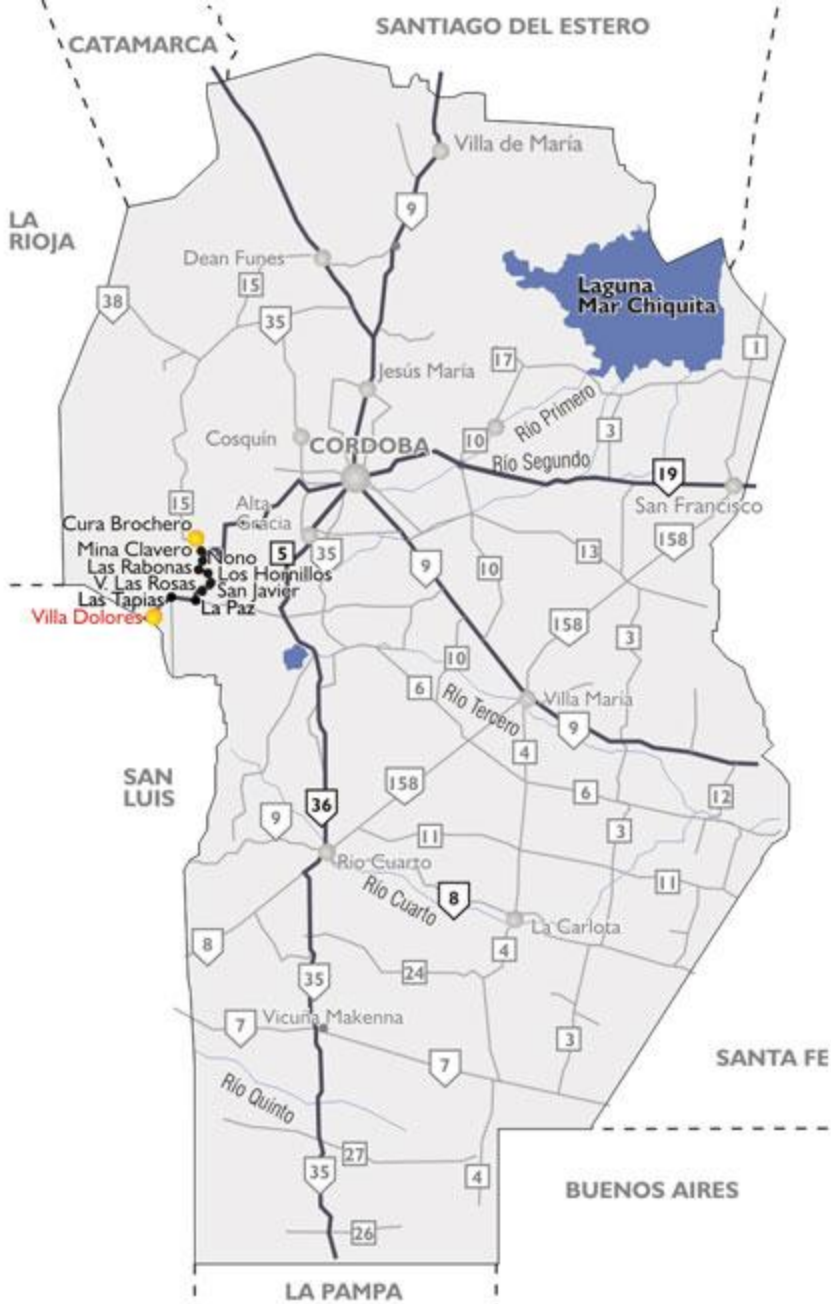 SANTIAGO DEL ESTERO
CATAMARCA
Villa de María
9
LA
RIOJA
Dean Funes
15
Laguna
Mar Chiquita
38
35
1
17
Jesús María
Río Primero
3
Cosquín
CORDOBA
10
Río Segundo
19
15
Alta
Gracia
San Francisco
Cura Brochero
158
Mina Clavero
Nono
5
35
9
13
Las Rabonas
Los Hornillos
10
V. Las Rosas
San Javier
Las Tapias
La Paz
Villa Dolores
158
3
10
6
Río Tercero
Villa María
9
4
SAN
LUIS
158
6
12
36
9
11
3
Río Cuarto
11
Río Cuarto
8
La Carlota
8
4
35
24
Vicuña Makenna
7
3
SANTA FE
7
Río Quinto
27
35
4
BUENOS AIRES
26
LA PAMPA